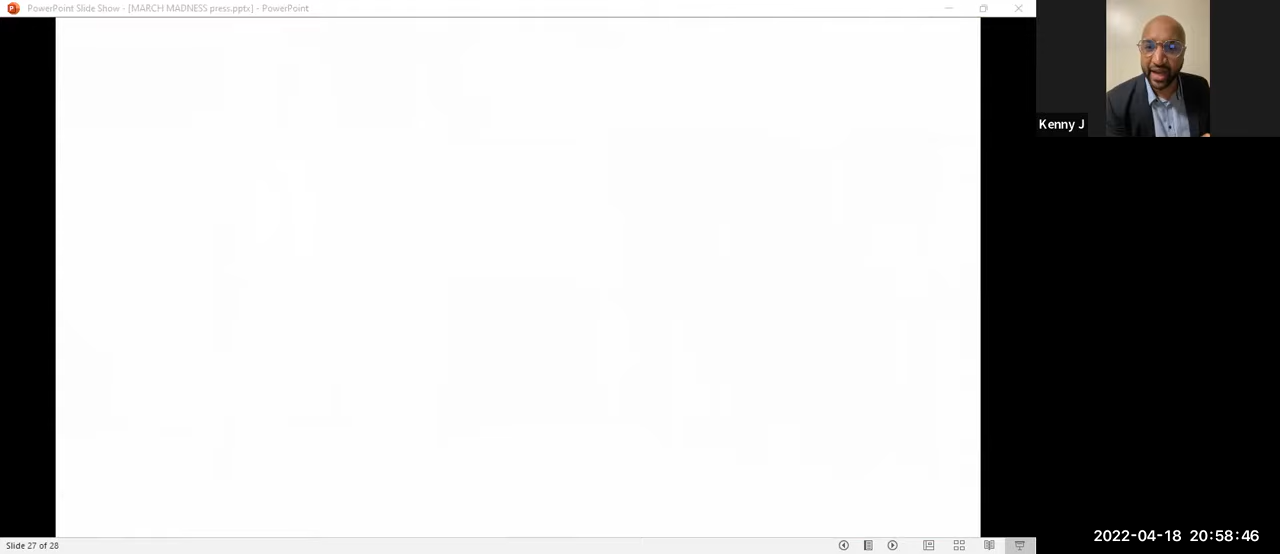 PowerPoint Slide Show - [MARCH MADNESS press.pptx] - PowerPoint
Kenny J
2022-04-18 20:58:46
Slide 27 of 28